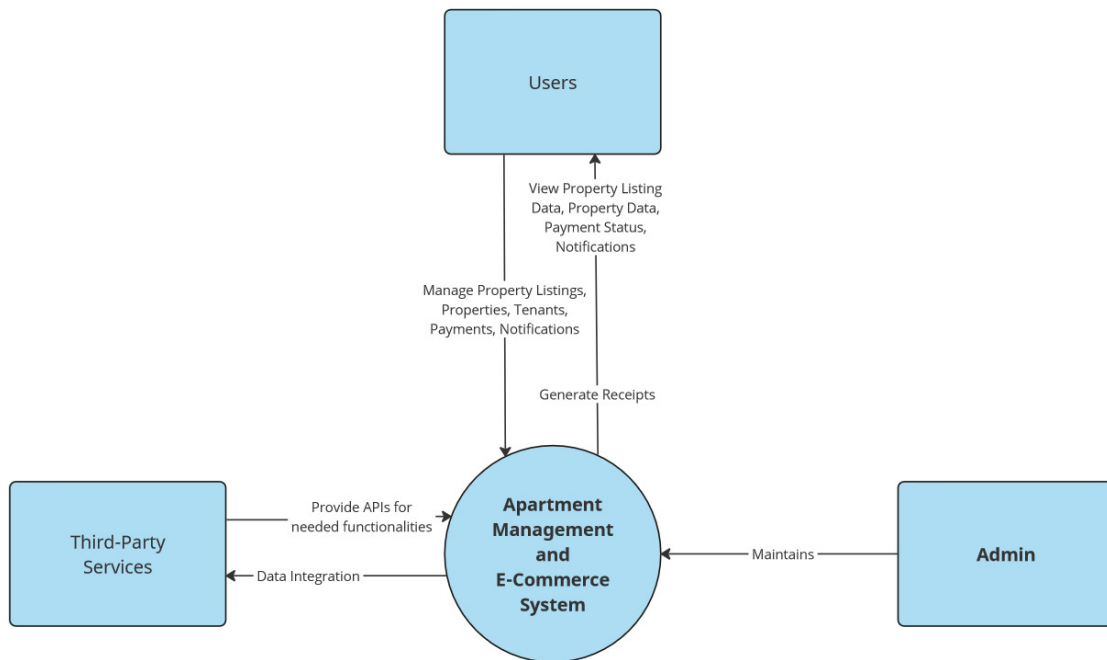 Users
View Property Listing
Data, Property Data,
Payment Status,
Notifications
Manage Property Listings,
Properties, Tenants,
Payments, Notifications
Generate Receipts
Third-Party
Services
Provide APIs for
needed functionalities
Data Integration
Apartment
Management
and
E-Commerce
System
Maintains
Admin